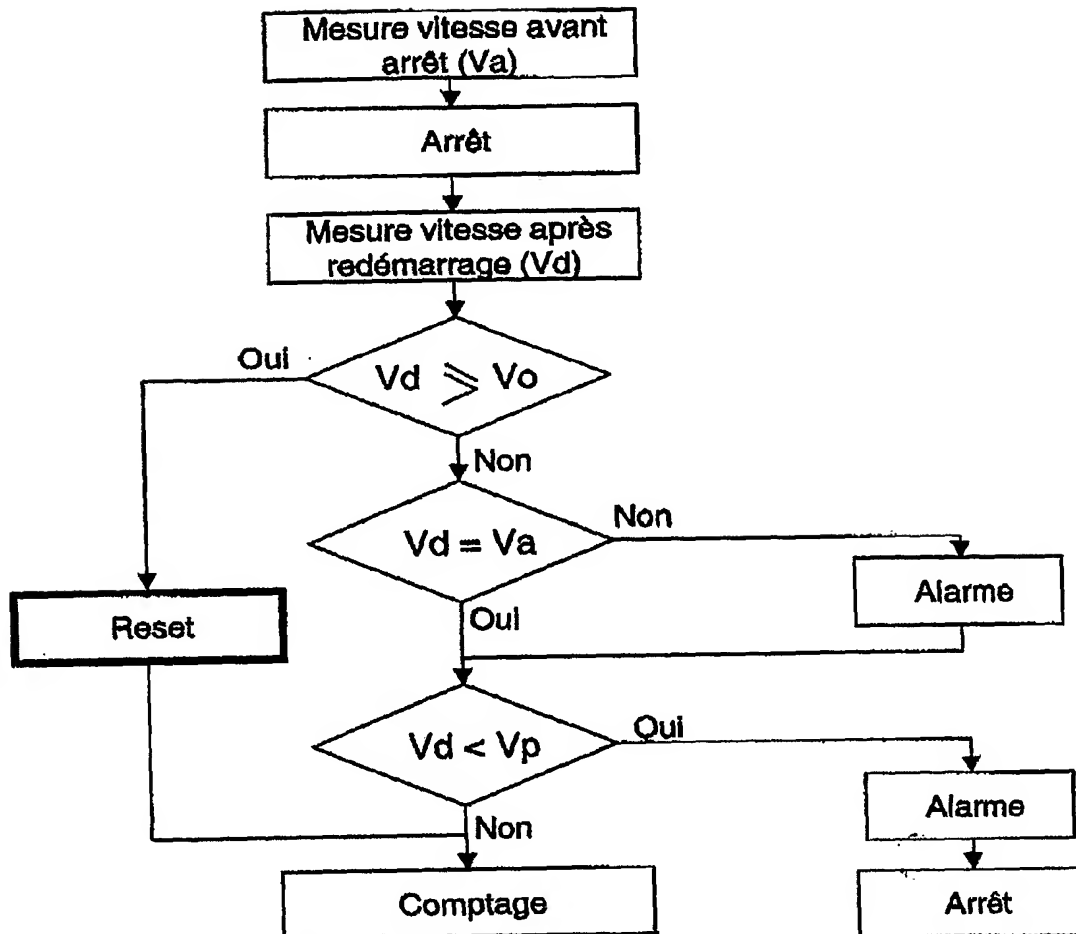 Mesure vitesse avant
arrêt (Va)
Arrêt
Mesure vitesse après
redémarrage (Vd)
Oui
Vd ⩾ Vo
Non
Vd = Va
Non
Alarme
Reset
Oui
Vd < Vp
Oui
Alarme
Non
Comptage
Arrêt